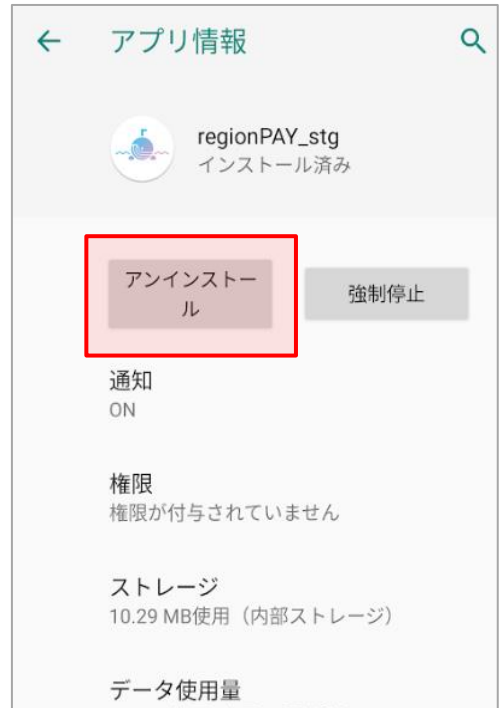 アプリ情報
regionPAY_stg
インストール済み
アンインストー
ル
強制停止
通知
ON
権限
権限が付与されていません
ストレージ
10.29 MB使用（内部ストレージ）
データ使用量